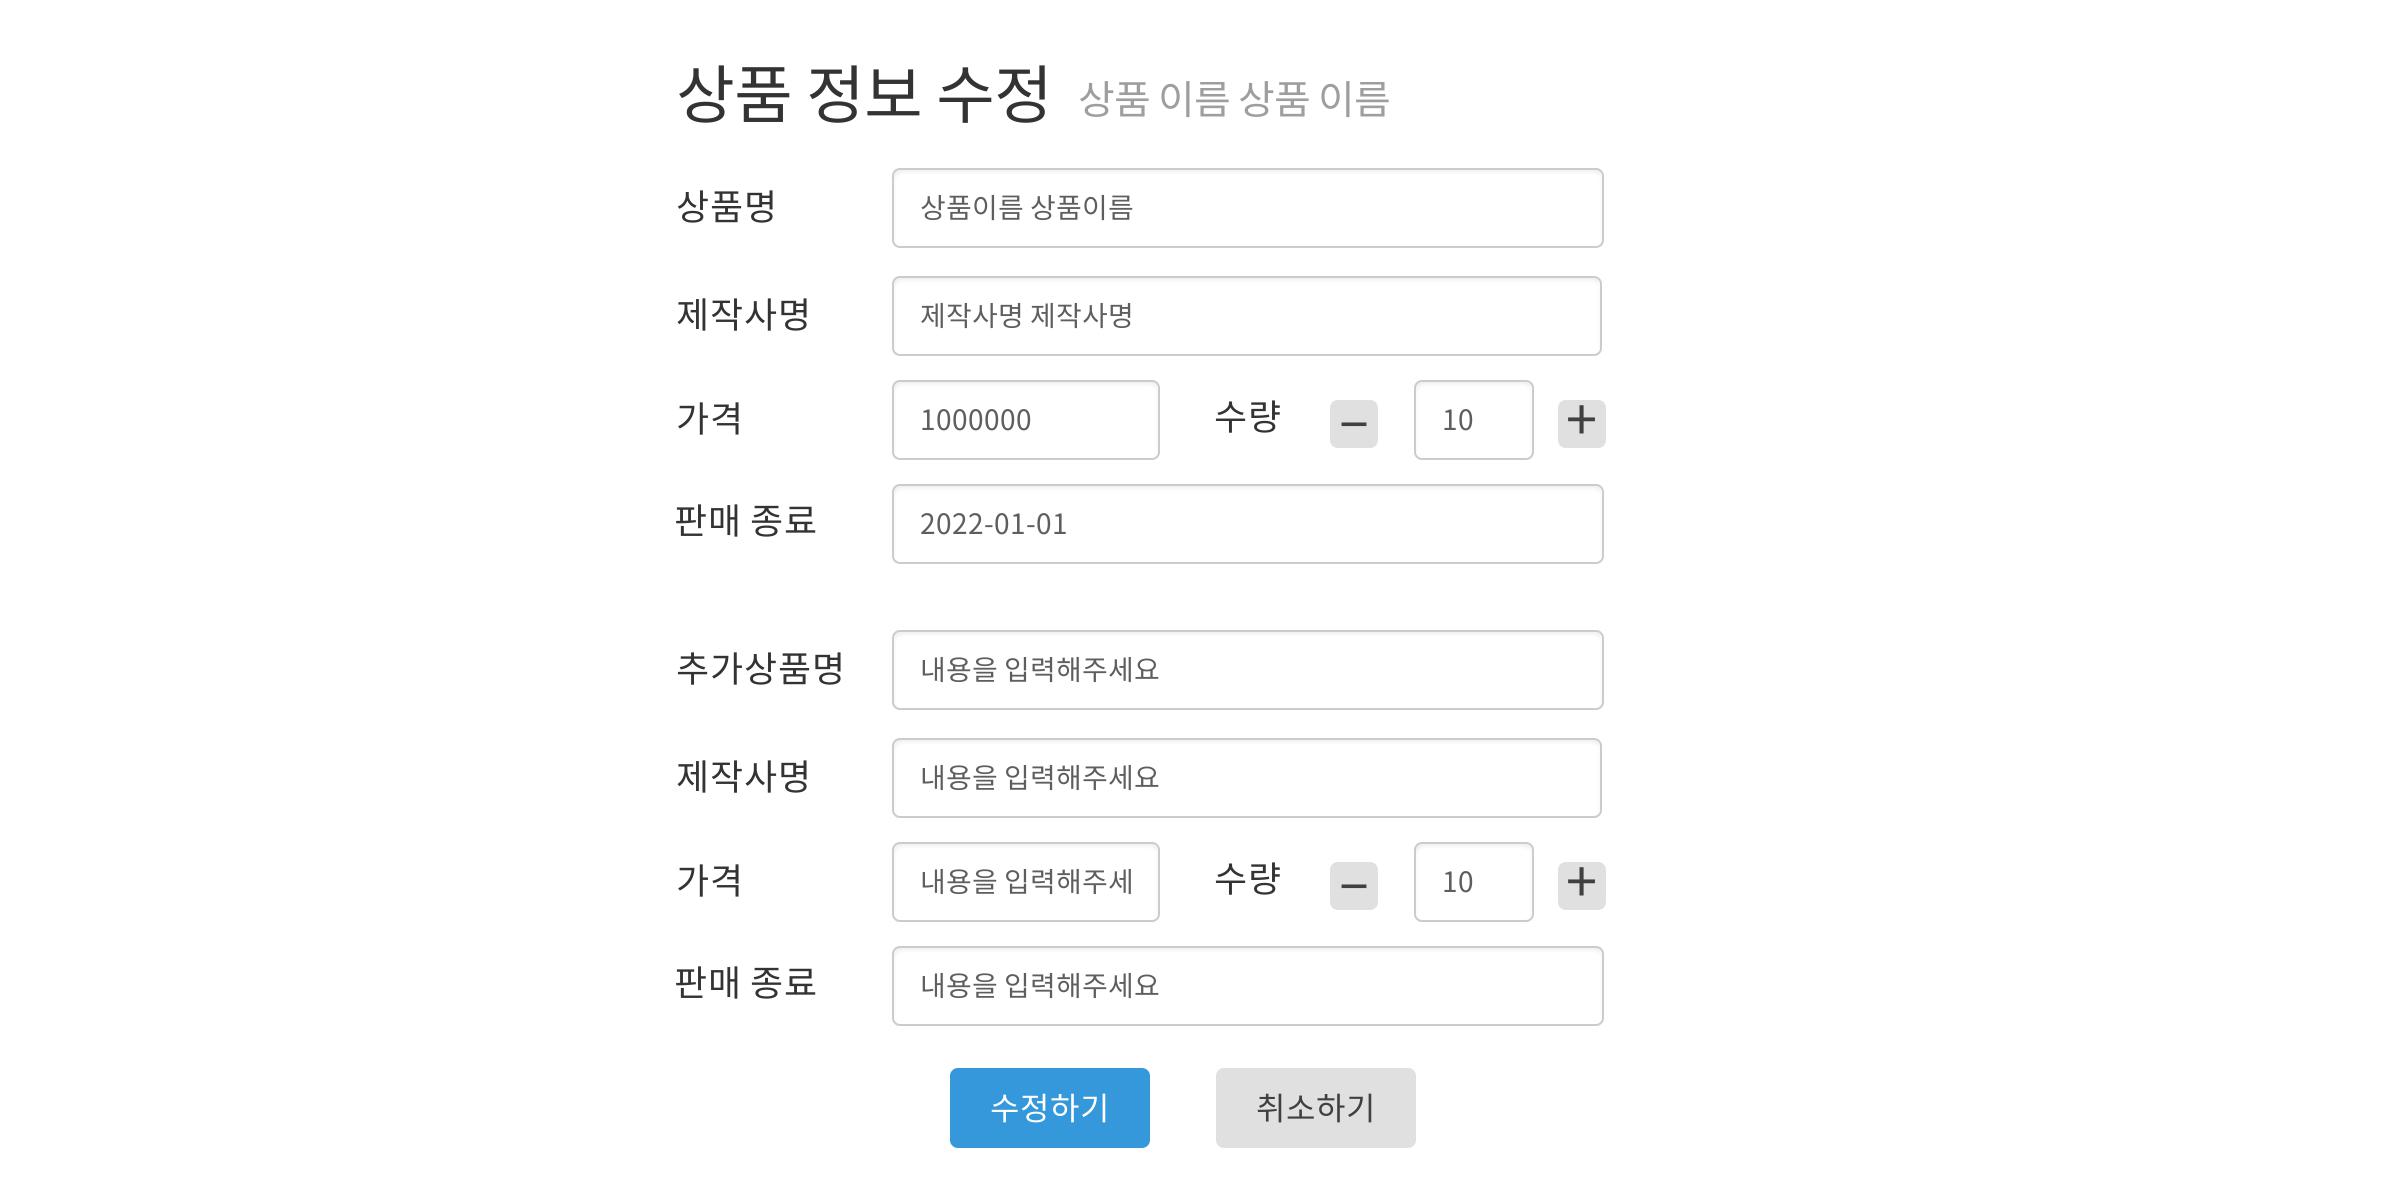 상품 정보 수정 상품 이름 상품 이름
상품명 상품이름 상품이름
제작사명 제작사명 제작사명
가격 1000000 수량 – 10 +
판매 종료 2022-01-01
추가상품명 내용을 입력해주세요
제작사명 내용을 입력해주세요
가격 내용을 입력해주세 수량 – 10 +
판매 종료 내용을 입력해주세요
수정하기 취소하기